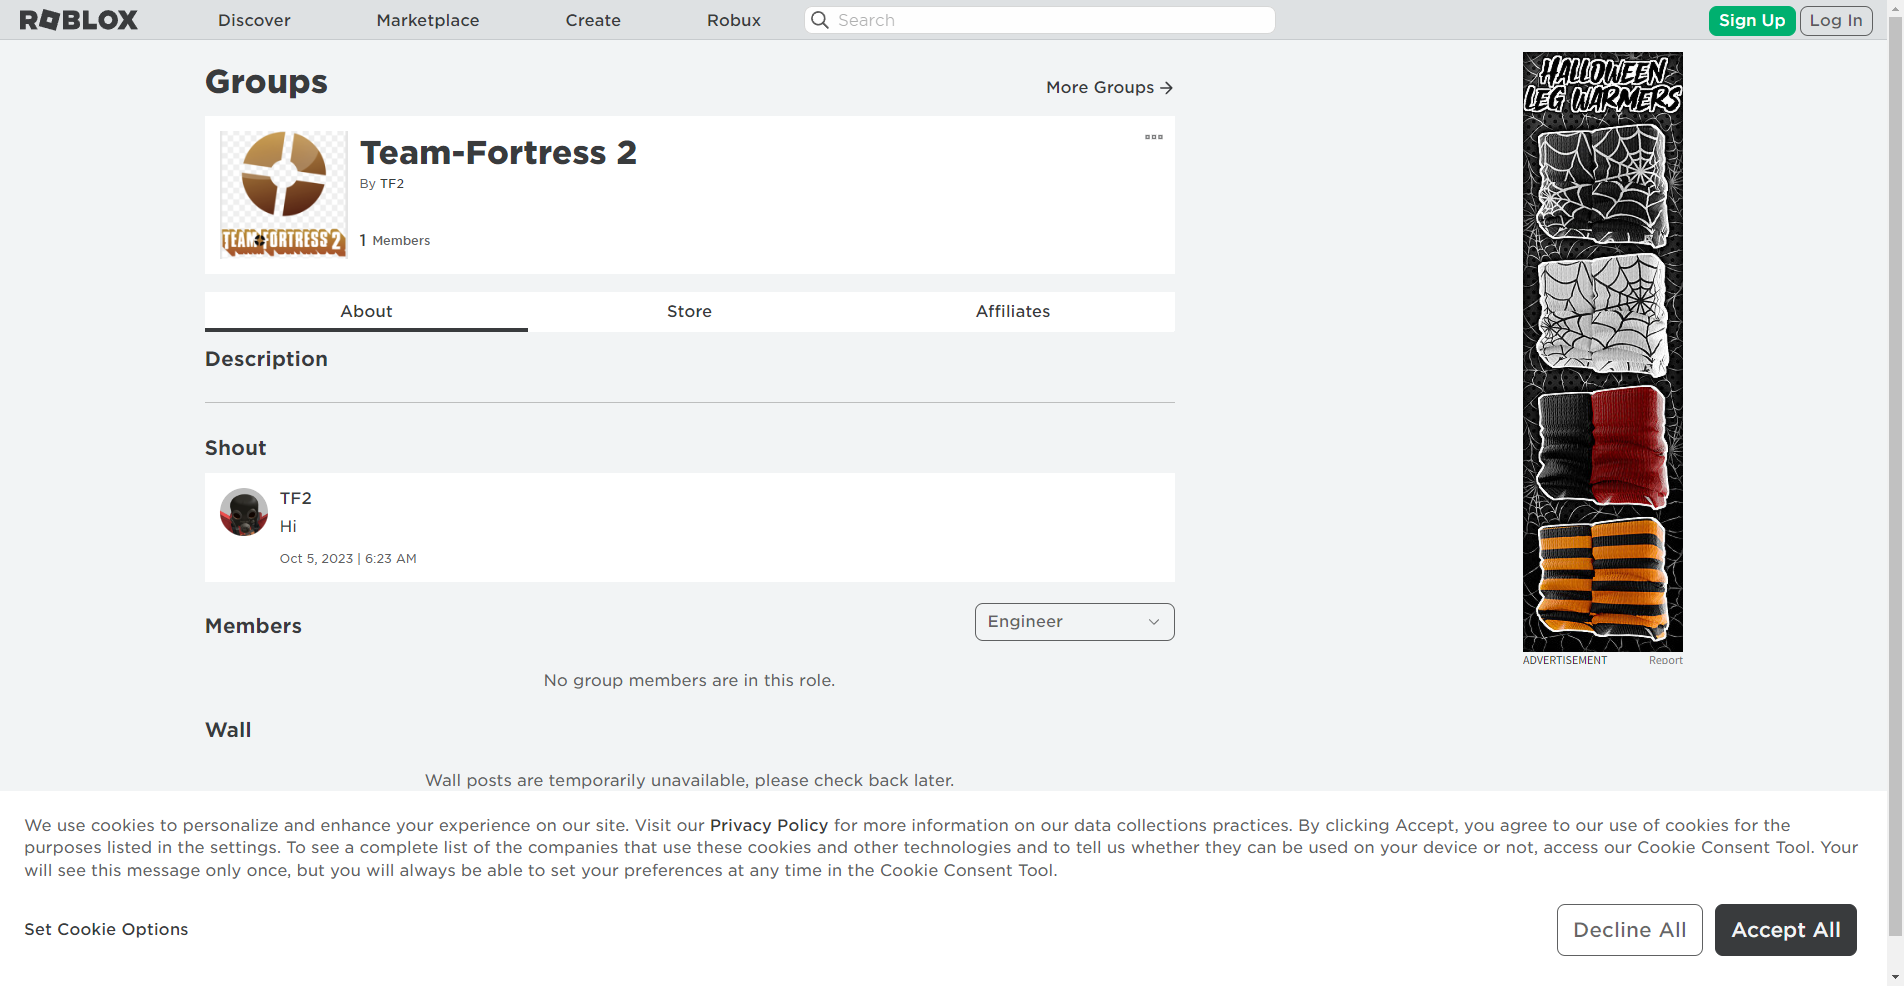 ROBLOX
Discover
Marketplace
Create
Robux
Search
Sign Up
Log In
Groups
More Groups →
TEAM FORTRESS 2
Team-Fortress 2
By TF2
1 Members
About
Store
Affiliates
Description
Shout
TF2
Hi
Oct 5, 2023 | 6:23 AM
Members
Engineer
No group members are in this role.
Wall
Wall posts are temporarily unavailable, please check back later.
HALLOWEEN
LEG WARMERS
ADVERTISEMENT
Report
We use cookies to personalize and enhance your experience on our site. Visit our Privacy Policy for more information on our data collections practices. By clicking Accept, you agree to our use of cookies for the
purposes listed in the settings. To see a complete list of the companies that use these cookies and other technologies and to tell us whether they can be used on your device or not, access our Cookie Consent Tool. Your
will see this message only once, but you will always be able to set your preferences at any time in the Cookie Consent Tool.
Set Cookie Options
Decline All
Accept All